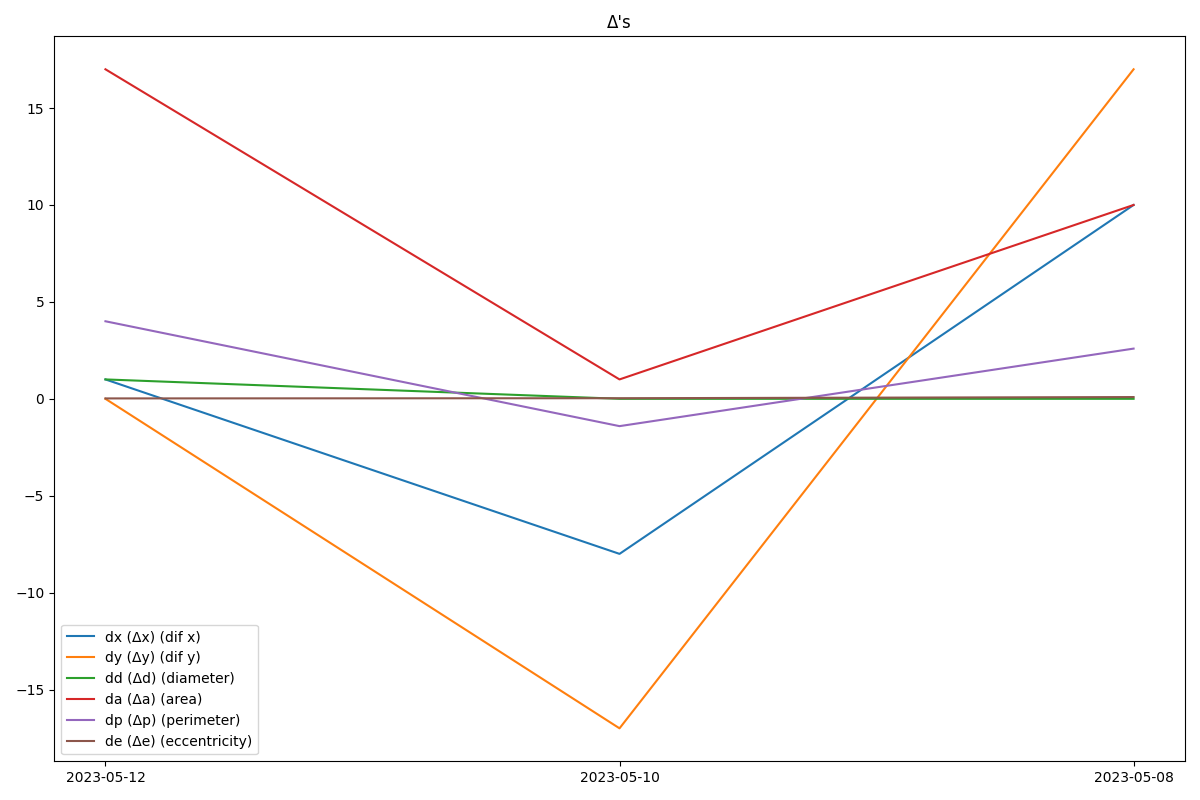 Δ's
15
10
5
0
−5
−10
−15
dx (Δx) (dif x)
dy (Δy) (dif y)
dd (Δd) (diameter)
da (Δa) (area)
dp (Δp) (perimeter)
de (Δe) (eccentricity)
2023-05-12 2023-05-10 2023-05-08